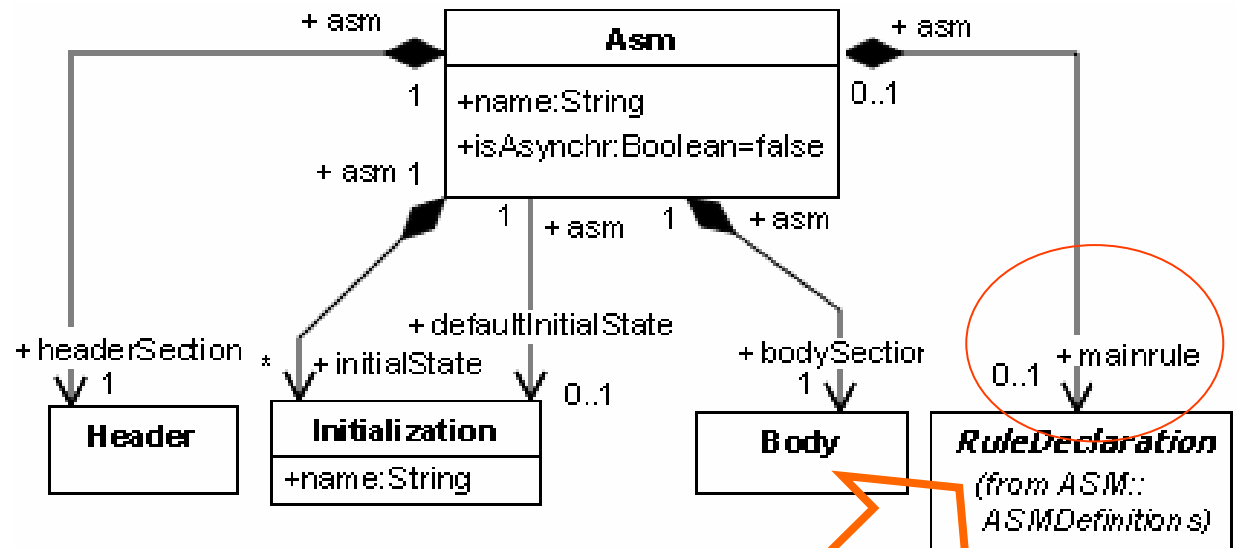 + asm
Asm
+ asm
1
+name:String
0..1
+isAsynchr:Boolean=false
+ asm 1
1
+ asm
1
+ asm
+ defaultInitialState
+ headerSection
1
*
+ initialState
0..1
+ bodySection
1
0..1
+ mainrule
Header
Initialization
+name:String
Body
RuleDeclaration
(from ASM::
ASMDefinitions)